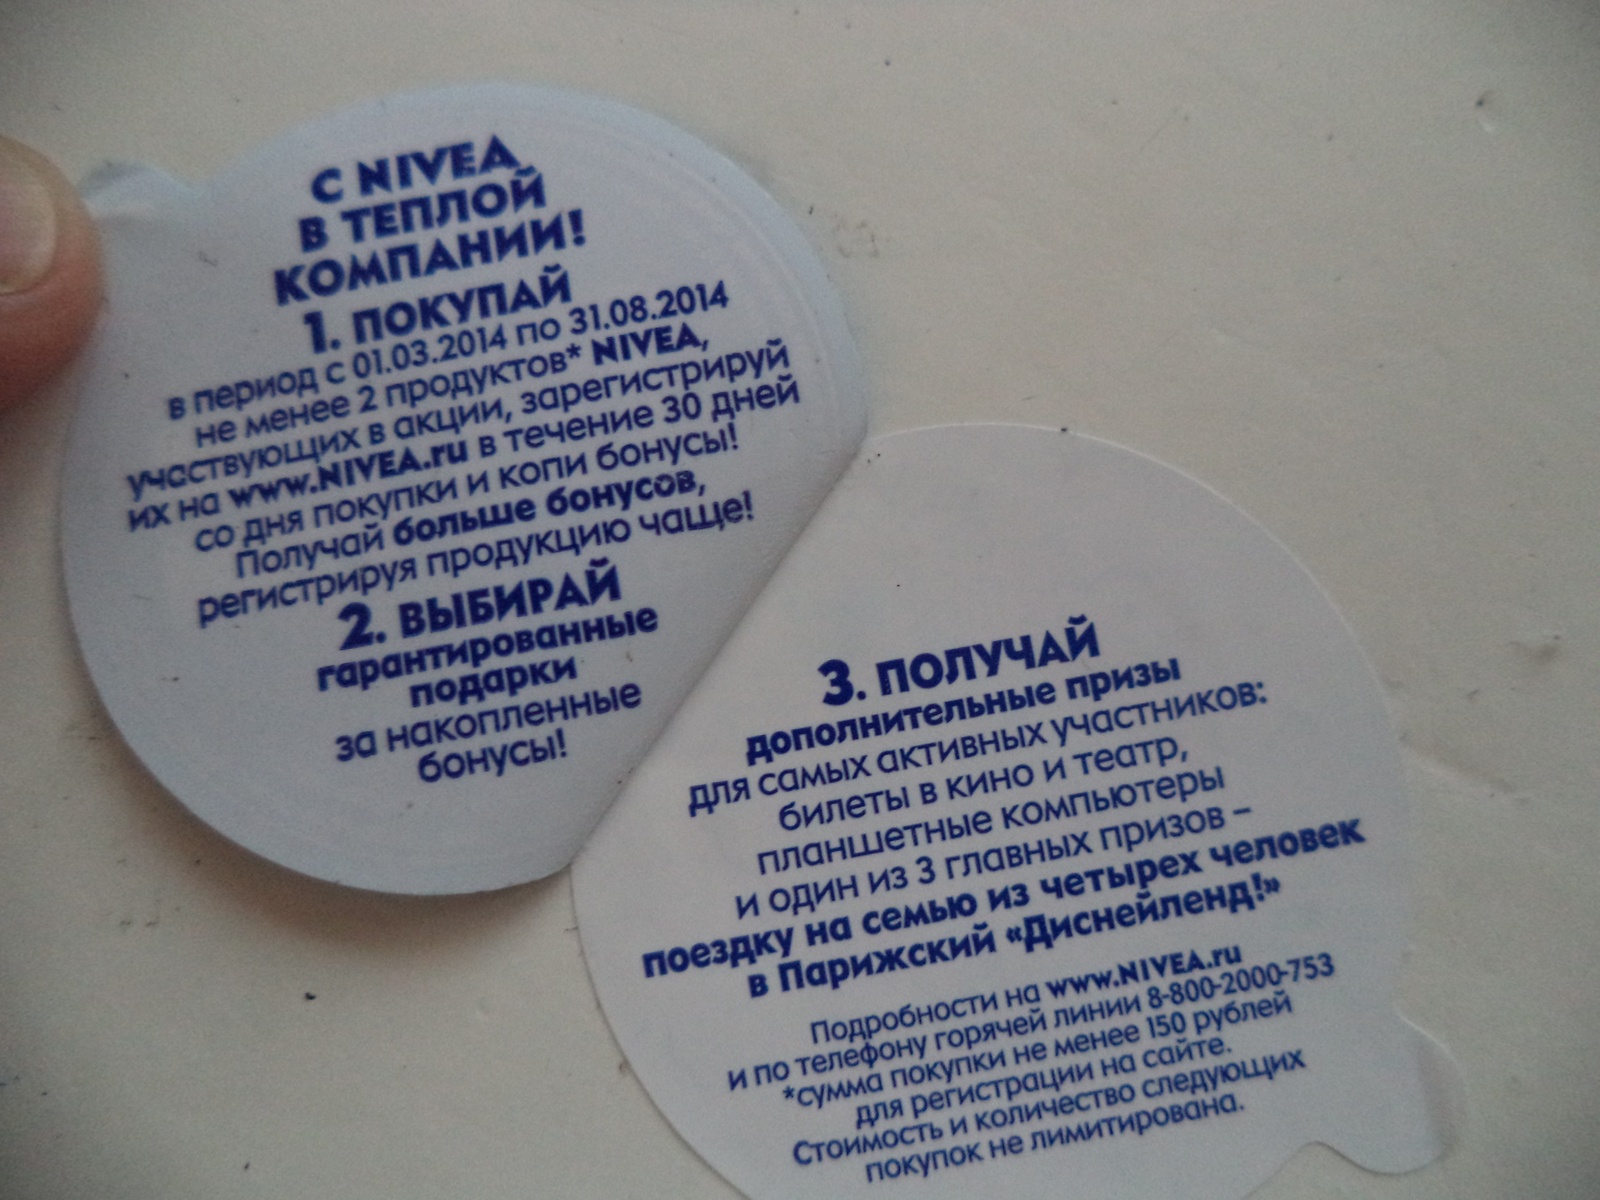 С NIVEA
В ТЕПЛОЙ
КОМПАНИИ!
1. ПОКУПАЙ
в период с 01.03.2014 по 31.08.2014
не менее 2 продуктов* NIVEA,
участвующих в акции, зарегистрируй
их на www.NIVEA.ru в течение 30 дней
со дня покупки и копи бонусы!
Получай больше бонусов,
регистрируя продукцию чаще!
2. ВЫБИРАЙ
гарантированные
подарки
за накопленные
бонусы!
3. ПОЛУЧАЙ
дополнительные призы
для самых активных участников:
билеты в кино и театр,
планшетные компьютеры
и один из 3 главных призов –
поездку на семью из четырех человек
в Парижский «Диснейленд!»
Подробности на www.NIVEA.ru
и по телефону горячей линии 8-800-2000-753
*сумма покупки не менее 150 рублей
для регистрации на сайте.
Стоимость и количество следующих
покупок не лимитирована.